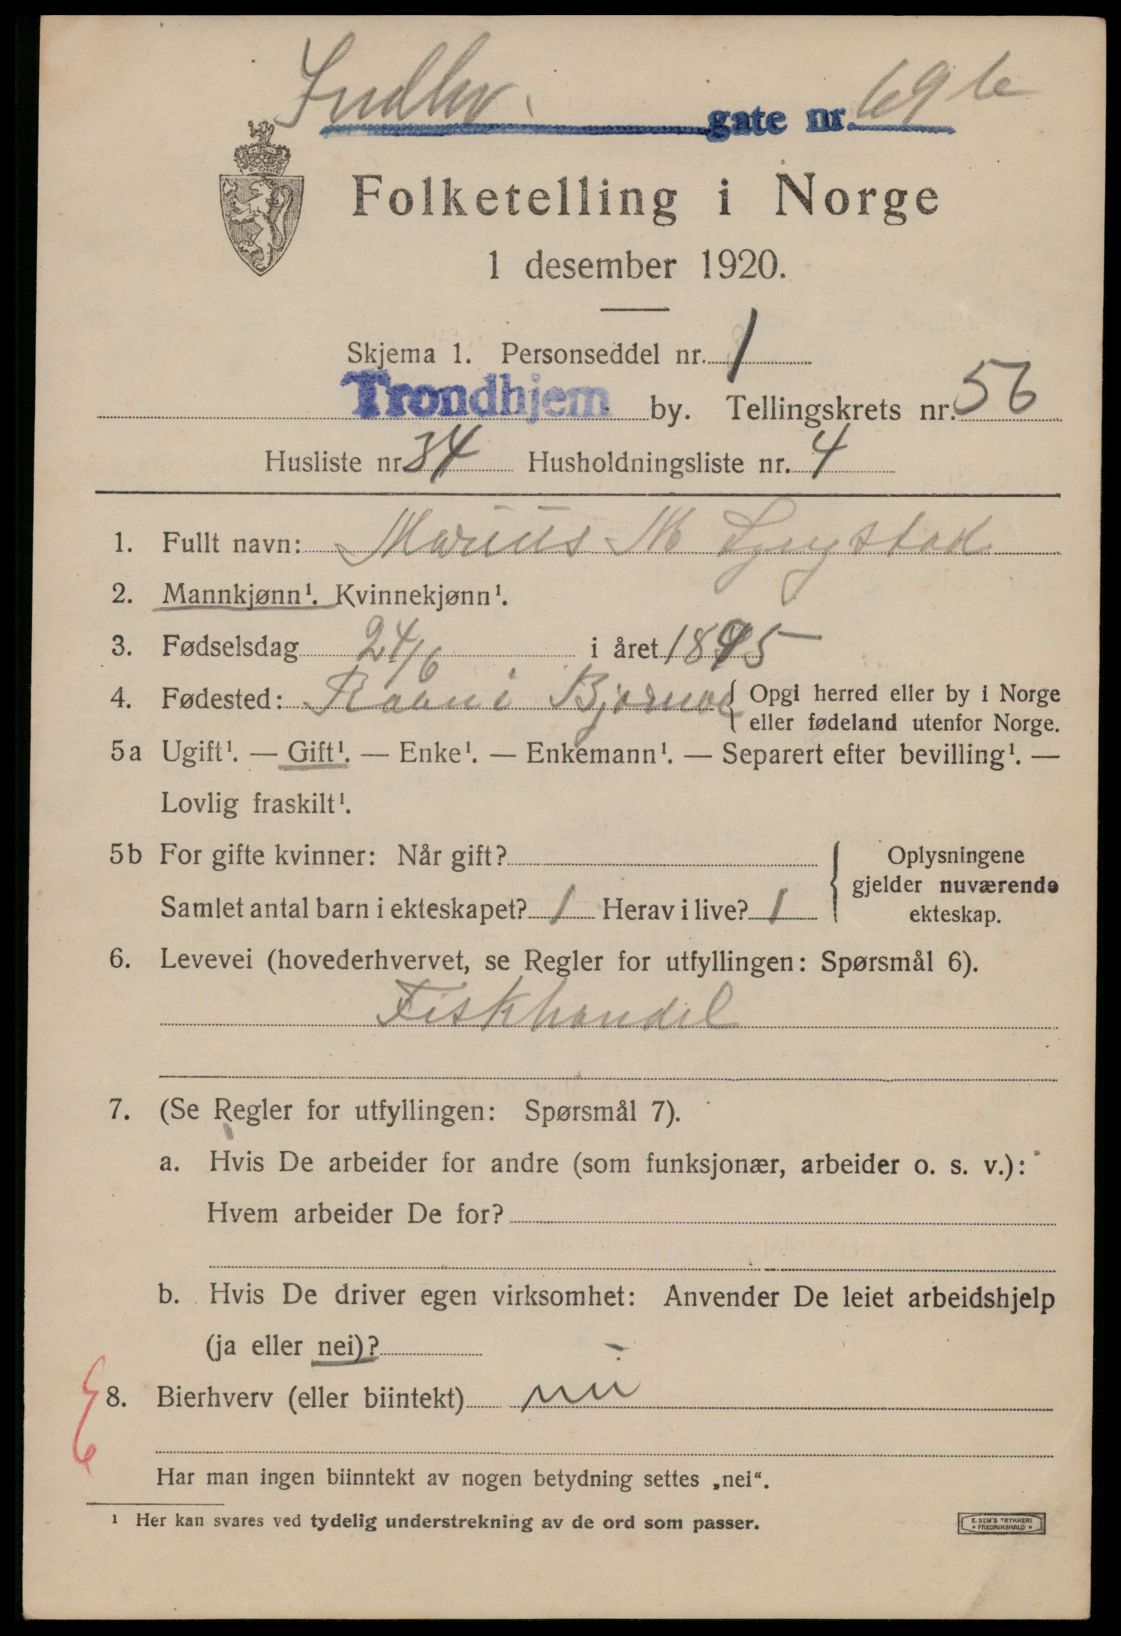 Indhr. gate nr. 69 b
Folketelling i Norge
1 desember 1920.
Skjema 1. Personseddel nr. 1
Trondhjem by. Tellingskrets nr. 56
Husliste nr. 34 Husholdningsliste nr. 4
1. Fullt navn: Marius M Lyngstad
2. Mannkjønn¹. Kvinnekjønn¹.
3. Fødselsdag 24/6 i året 1895
4. Fødested: i Bjørnør { Opgi herred eller by i Norge
eller fødeland utenfor Norge.
5a Ugift¹. — Gift¹. — Enke¹. — Enkemann¹. — Separert efter bevilling¹. —
Lovlig fraskilt¹.
5b For gifte kvinner: Når gift? Oplysningene
gjelder nuværende
Samlet antal barn i ekteskapet? 1 Herav i live? 1 ekteskap.
6. Levevei (hovederhvervet, se Regler for utfyllingen: Spørsmål 6).
Fiskhandel
7. (Se Regler for utfyllingen: Spørsmål 7).
a. Hvis De arbeider for andre (som funksjonær, arbeider o. s. v.):
Hvem arbeider De for?
b. Hvis De driver egen virksomhet: Anvender De leiet arbeidshjelp
(ja eller nei)?
8. Bierhverv (eller biintekt) nei
Har man ingen biinntekt av nogen betydning settes „nei“.
¹ Her kan svares ved tydelig understrekning av de ord som passer.
E. SEM'S TRYKKERI
• FREDRIKSHALD •